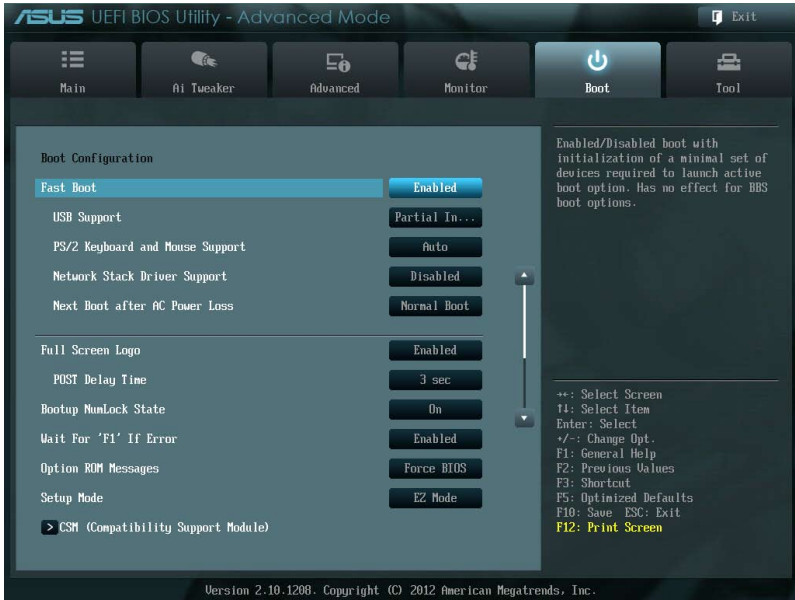 ASUS UEFI BIOS Utility - Advanced Mode
Exit
Main
Ai Tweaker
Advanced
Monitor
Boot
Tool
Boot Configuration
Fast Boot Enabled
USB Support Partial In...
PS/2 Keyboard and Mouse Support Auto
Network Stack Driver Support Disabled
Next Boot after AC Power Loss Normal Boot
Full Screen Logo Enabled
POST Delay Time 3 sec
Bootup NumLock State On
Wait For 'F1' If Error Enabled
Option ROM Messages Force BIOS
Setup Mode EZ Mode
> CSM (Compatibility Support Module)
Enabled/Disabled boot with
initialization of a minimal set of
devices required to launch active
boot option. Has no effect for BBS
boot options.
→←: Select Screen
↑↓: Select Item
Enter: Select
+/-: Change Opt.
F1: General Help
F2: Previous Values
F3: Shortcut
F5: Optimized Defaults
F10: Save ESC: Exit
F12: Print Screen
Version 2.10.1208. Copyright (C) 2012 American Megatrends, Inc.